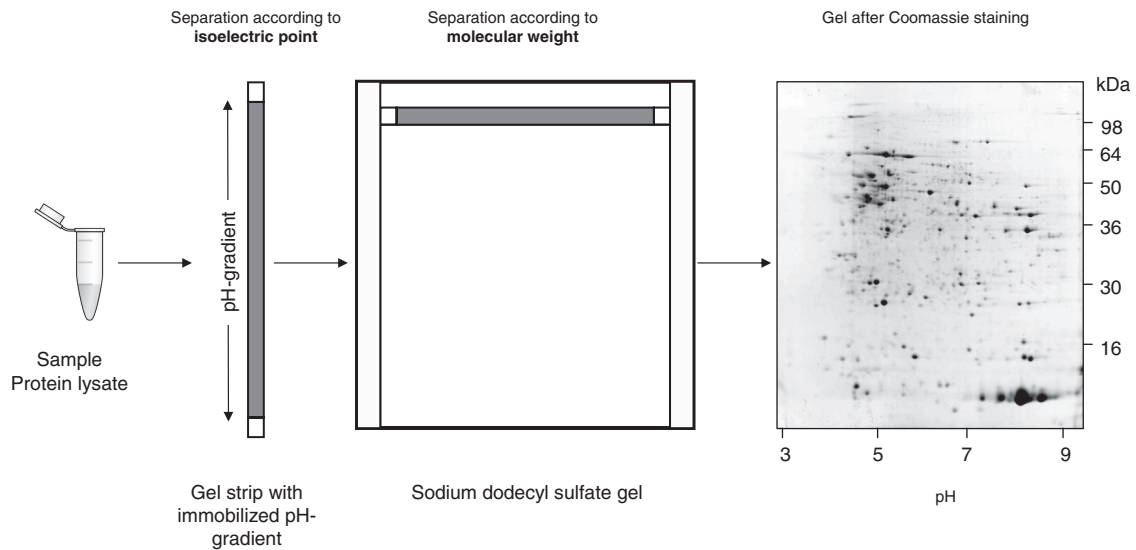 Separation according to
isoelectric point
Separation according to
molecular weight
Gel after Coomassie staining
pH-gradient
Sample
Protein lysate
kDa
98
64
50
36
30
16
3
5
7
9
pH
Gel strip with
immobilized pH-
gradient
Sodium dodecyl sulfate gel